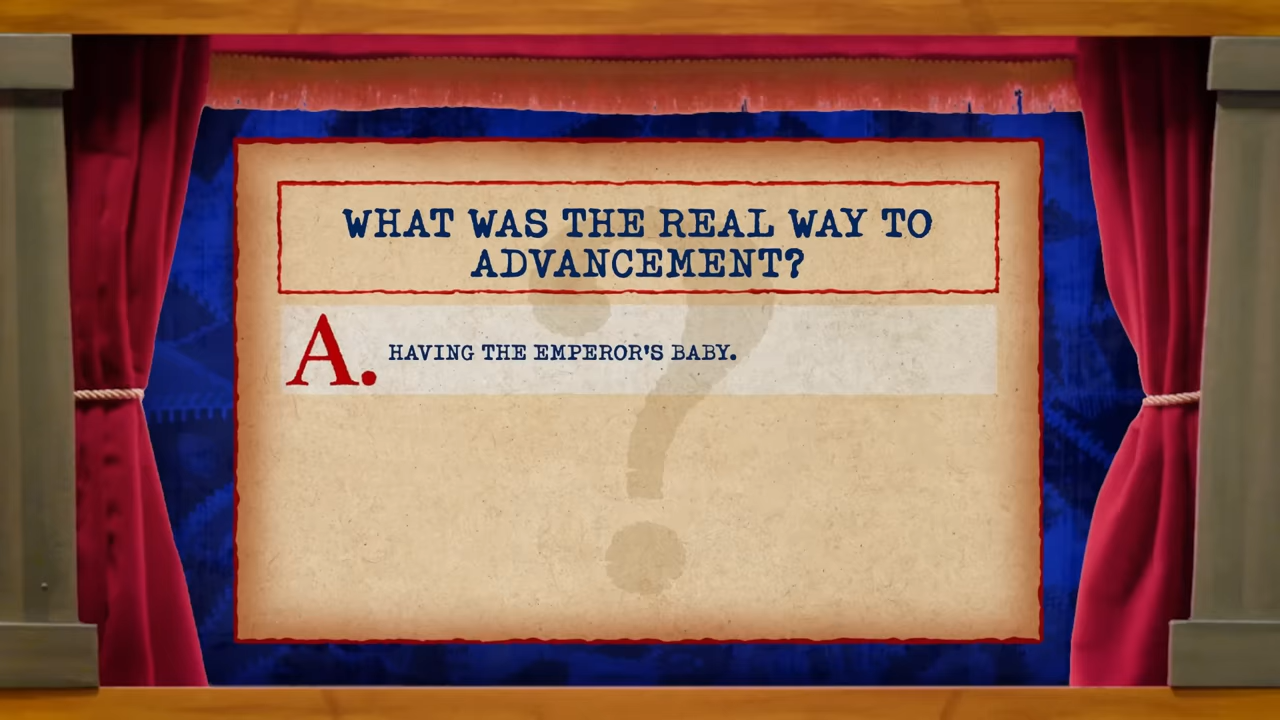 WHAT WAS THE REAL WAY TO
ADVANCEMENT?
A. HAVING THE EMPEROR'S BABY.